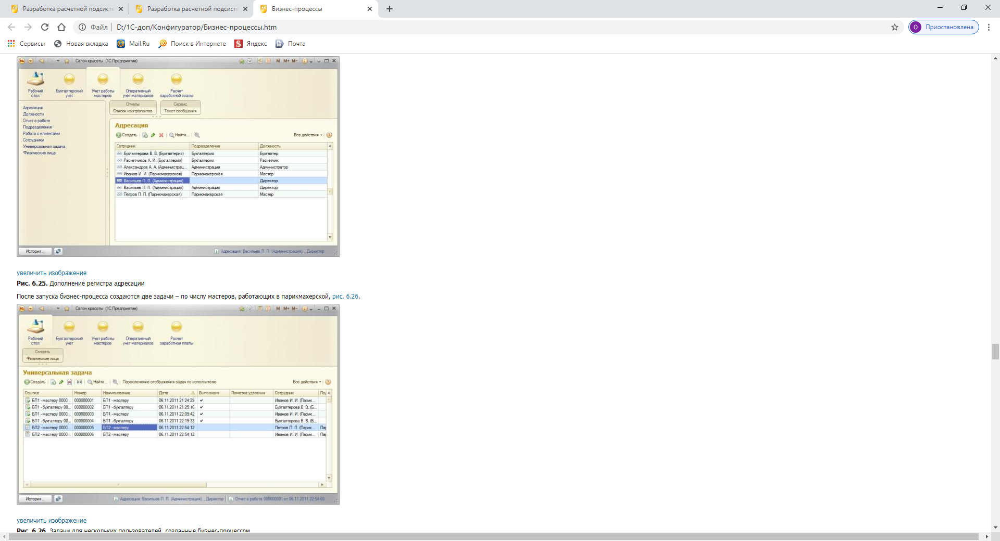 Разработка расчетной подсисте
Разработка расчетной подсисте
Бизнес-процессы
Файл
D:/1С-доп/Конфигуратор/Бизнес-процессы.htm
О
Приостановлена
Сервисы
Новая вкладка
Mail.Ru
Поиск в Интернете
Яндекс
Почта
Салон красоты (1С:Предприятие)
M M+ M-
Рабочий стол
Бухгалтерский учет
Учет работы мастеров
Оперативный учет материалов
Расчет заработной платы
Адресация
Должности
Отчет о работе
Подразделения
Работа с клиентами
Сотрудники
Универсальная задача
Физические лица
Отчеты
Список контрагентов
Сервис
Текст сообщения
Адресация
Создать
Найти...
Все действия
Сотрудник Подразделение Должность
Бухгалтерова В. В. (Бухгалтерия) Бухгалтерия Бухгалтер
Расчетчиков А. И. (Бухгалтерия) Бухгалтерия Расчетчик
Александров А. А. (Администрац... Администрация Администратор
Иванов И. И. (Парикмахерская) Парикмахерская Мастер
Васильев П. П. (Администрация) Директор
Васильев П. П. (Администрация) Администрация Директор
Петров П. П. (Парикмахерская) Парикмахерская Мастер
История...
Адресация: Васильев П. П. (Администрация), , Директор
увеличить изображение
Рис. 6.25. Дополнение регистра адресации
После запуска бизнес-процесса создаются две задачи – по числу мастеров, работающих в парикмахерской, рис. 6.26.
Салон красоты (1С:Предприятие)
M M+ M-
Рабочий стол
Бухгалтерский учет
Учет работы мастеров
Оперативный учет материалов
Расчет заработной платы
Создать
Физические лица
Универсальная задача
Создать
Найти...
Переключение отображения задач по исполнителю
Все действия
Ссылка Номер Наименование Дата Выполнена Пометка удаления Сотрудник Под
БП1 - мастеру 0000... 000000001 БП1 - мастеру 06.11.2011 21:24:29 Иванов И. И. (Парик...
БП1 - бухгалтеру 00... 000000002 БП1 - бухгалтеру 06.11.2011 21:25:16 Бухгалтерова В. В. (Б...
БП1 - мастеру 0000... 000000003 БП1 - мастеру 06.11.2011 22:09:42 Иванов И. И. (Парик...
БП1 - бухгалтеру 00... 000000004 БП1 - бухгалтеру 06.11.2011 22:19:33 Бухгалтерова В. В. (Б...
БП2 - мастеру 0000... 000000005 БП2 - мастеру 06.11.2011 22:54:12 Петров П. П. (Парик... Пар
БП2 - мастеру 0000... 000000006 БП2 - мастеру 06.11.2011 22:54:12 Иванов И. И. (Парик... Пар
История...
Адресация: Васильев П. П. (Администрация), , Директор
Отчет о работе 000000001 от 06.11.2011 22:54:00
увеличить изображение
Рис. 6.26. Задачи для нескольких пользователей, созданные бизнес-процессом